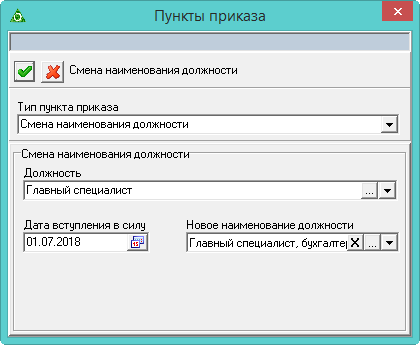 Пункты приказа
Смена наименования должности
Тип пункта приказа
Смена наименования должности
Смена наименования должности
Должность
Главный специалист ...
Дата вступления в силу Новое наименование должности
01.07.2018 15 Главный специалист, бухгалте ...